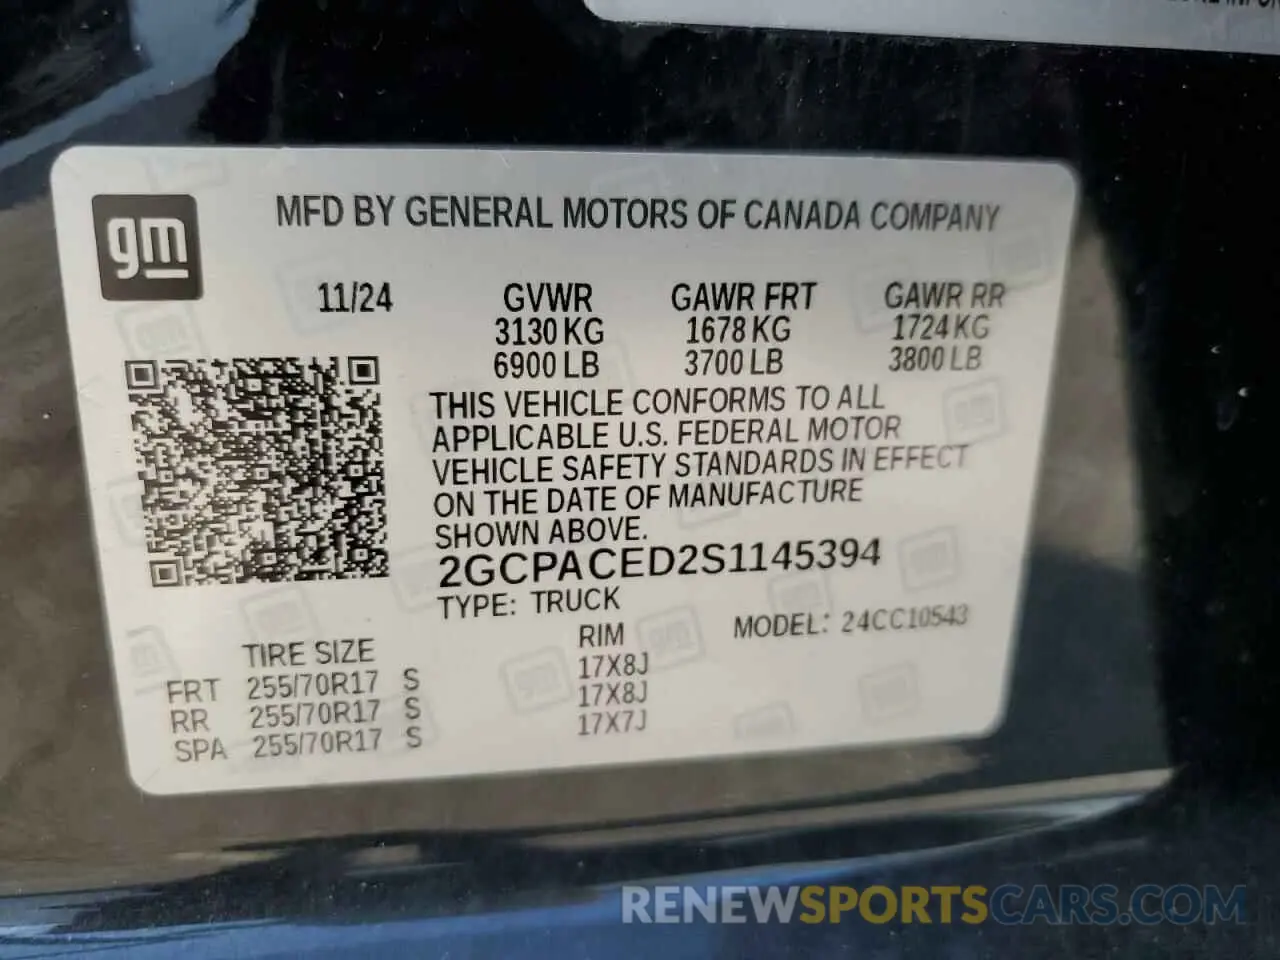 gm
MFD BY GENERAL MOTORS OF CANADA COMPANY
11/24 GVWR GAWR FRT GAWR RR
3130 KG 1678 KG 1724 KG
6900 LB 3700 LB 3800 LB
THIS VEHICLE CONFORMS TO ALL
APPLICABLE U.S. FEDERAL MOTOR
VEHICLE SAFETY STANDARDS IN EFFECT
ON THE DATE OF MANUFACTURE
SHOWN ABOVE.
2GCPACED2S1145394
TYPE: TRUCK
MODEL: 24CC10543
TIRE SIZE RIM
FRT 255/70R17 S 17X8J
RR 255/70R17 S 17X8J
SPA 255/70R17 S 17X7J
RENEWSPORTSCARS.COM